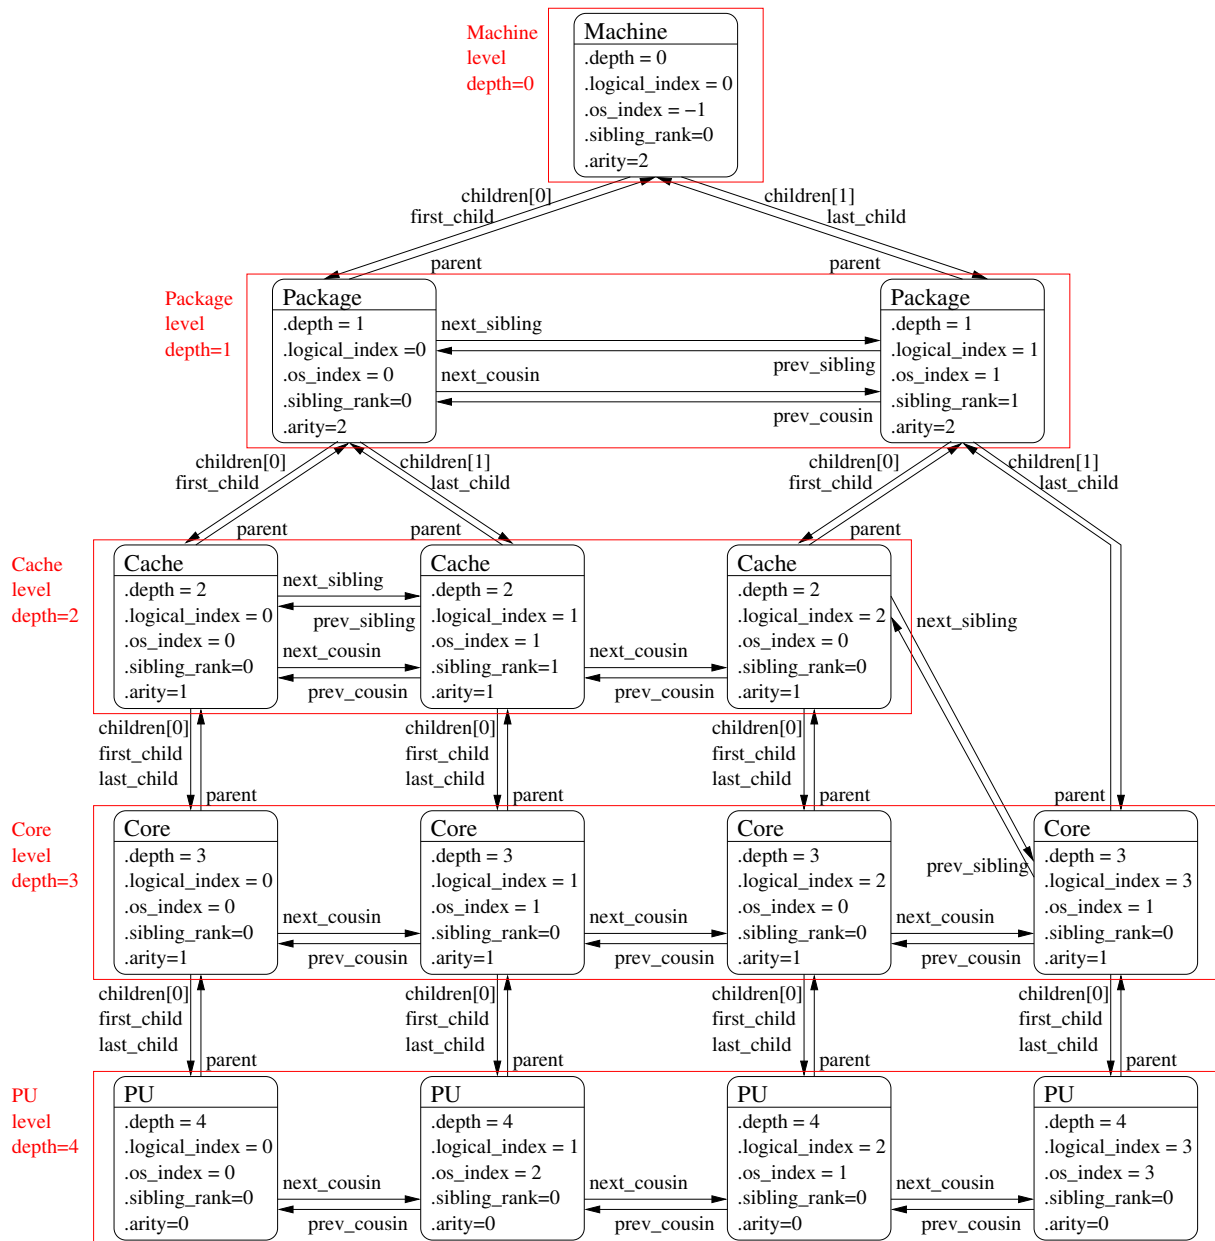 Machine
level
depth=0
Machine
.depth = 0
.logical_index = 0
.os_index = −1
.sibling_rank=0
.arity=2
children[0]
first_child
parent
children[1]
last_child
parent
Package
level
depth=1
Package
.depth = 1
.logical_index =0
.os_index = 0
.sibling_rank=0
.arity=2
next_sibling
prev_sibling
next_cousin
prev_cousin
Package
.depth = 1
.logical_index = 1
.os_index = 1
.sibling_rank=1
.arity=2
children[0]
first_child
parent
children[1]
last_child
children[0]
first_child
parent
children[1]
last_child
Cache
level
depth=2
Cache
.depth = 2
.logical_index = 0
.os_index = 0
.sibling_rank=0
.arity=1
next_sibling
prev_sibling
next_cousin
prev_cousin
Cache
.depth = 2
.logical_index = 1
.os_index = 1
.sibling_rank=1
.arity=1
next_cousin
prev_cousin
Cache
.depth = 2
.logical_index = 2
.os_index = 0
.sibling_rank=0
.arity=1
next_sibling
prev_sibling
children[0]
first_child
last_child
parent
children[0]
first_child
last_child
parent
children[0]
first_child
last_child
parent
parent
Core
level
depth=3
Core
.depth = 3
.logical_index = 0
.os_index = 0
.sibling_rank=0
.arity=1
next_cousin
prev_cousin
Core
.depth = 3
.logical_index = 1
.os_index = 1
.sibling_rank=0
.arity=1
next_cousin
prev_cousin
Core
.depth = 3
.logical_index = 2
.os_index = 0
.sibling_rank=0
.arity=1
next_cousin
prev_cousin
Core
.depth = 3
.logical_index = 3
.os_index = 1
.sibling_rank=0
.arity=1
children[0]
first_child
last_child
parent
children[0]
first_child
last_child
parent
children[0]
first_child
last_child
parent
children[0]
first_child
last_child
parent
PU
level
depth=4
PU
.depth = 4
.logical_index = 0
.os_index = 0
.sibling_rank=0
.arity=0
next_cousin
prev_cousin
PU
.depth = 4
.logical_index = 1
.os_index = 2
.sibling_rank=0
.arity=0
next_cousin
prev_cousin
PU
.depth = 4
.logical_index = 2
.os_index = 1
.sibling_rank=0
.arity=0
next_cousin
prev_cousin
PU
.depth = 4
.logical_index = 3
.os_index = 3
.sibling_rank=0
.arity=0